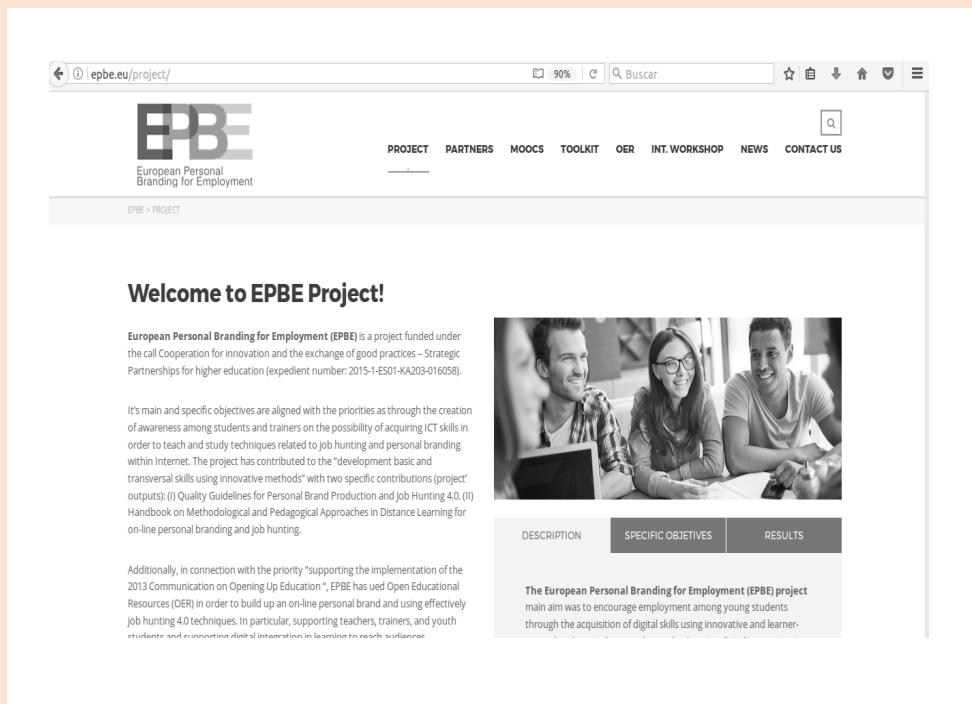 epbe.eu/project/
90%
Buscar
EPBE
European Personal
Branding for Employment
PROJECT PARTNERS MOOCS TOOLKIT OER INT. WORKSHOP NEWS CONTACT US
EPBE > PROJECT
Welcome to EPBE Project!
European Personal Branding for Employment (EPBE) is a project funded under
the call Cooperation for innovation and the exchange of good practices – Strategic
Partnerships for higher education (expedient number: 2015-1-ES01-KA203-016058).
It's main and specific objectives are aligned with the priorities as through the creation
of awareness among students and trainers on the possibility of acquiring ICT skills in
order to teach and study techniques related to job hunting and personal branding
within Internet. The project has contributed to the “development basic and
transversal skills using innovative methods” with two specific contributions (project’
outputs): (I) Quality Guidelines for Personal Brand Production and Job Hunting 4.0. (II)
Handbook on Methodological and Pedagogical Approaches in Distance Learning for
on-line personal branding and job hunting.
Additionally, in connection with the priority “supporting the implementation of the
2013 Communication on Opening Up Education “, EPBE has ued Open Educational
Resources (OER) in order to build up an on-line personal brand and using effectively
job hunting 4.0 techniques. In particular, supporting teachers, trainers, and youth
students and supporting digital integration in learning to reach audiences
DESCRIPTION SPECIFIC OBJETIVES RESULTS
The European Personal Branding for Employment (EPBE) project
main aim was to encourage employment among young students
through the acquisition of digital skills using innovative and learner-